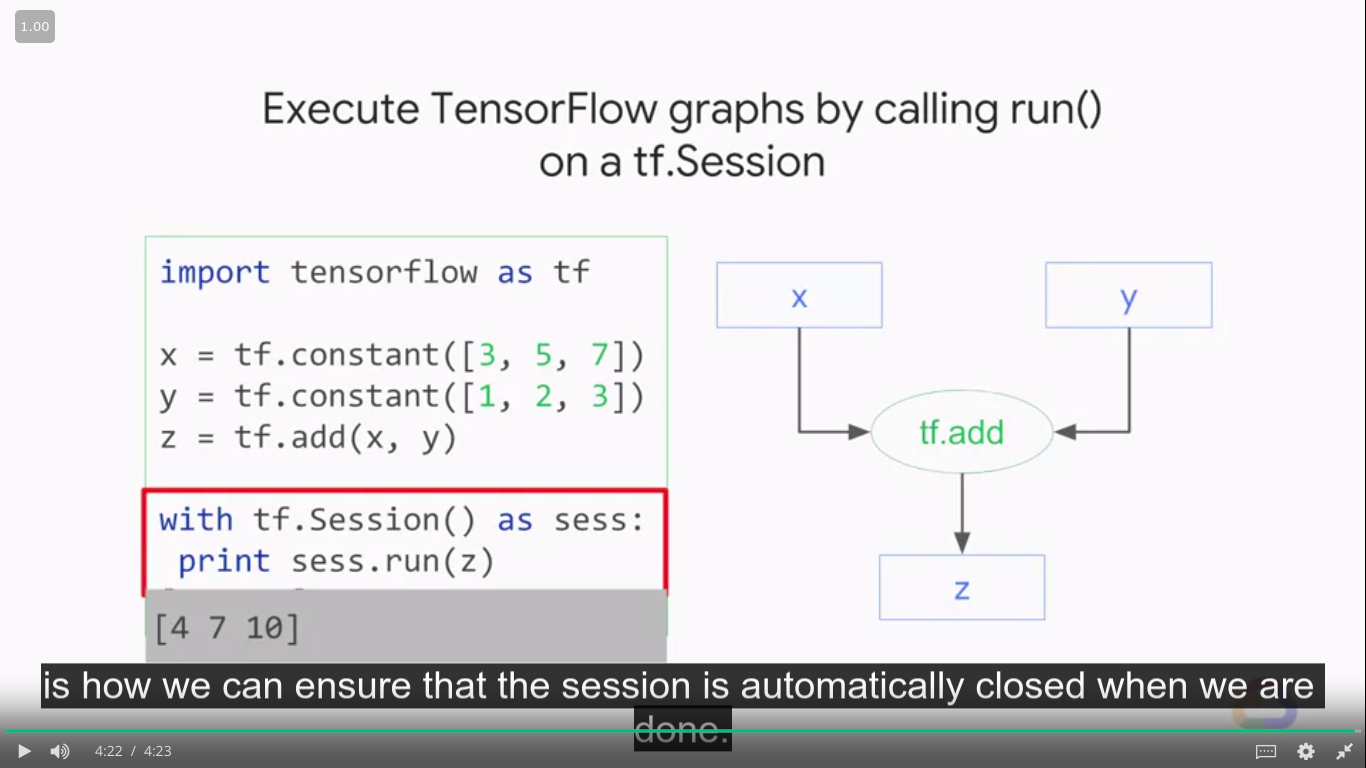 1.00
Execute TensorFlow graphs by calling run()
on a tf.Session
import tensorflow as tf
x = tf.constant([3, 5, 7])
y = tf.constant([1, 2, 3])
z = tf.add(x, y)
with tf.Session() as sess:
print sess.run(z)
[4 7 10]
x
y
tf.add
z
is how we can ensure that the session is automatically closed when we are
done.
4:22 / 4:23